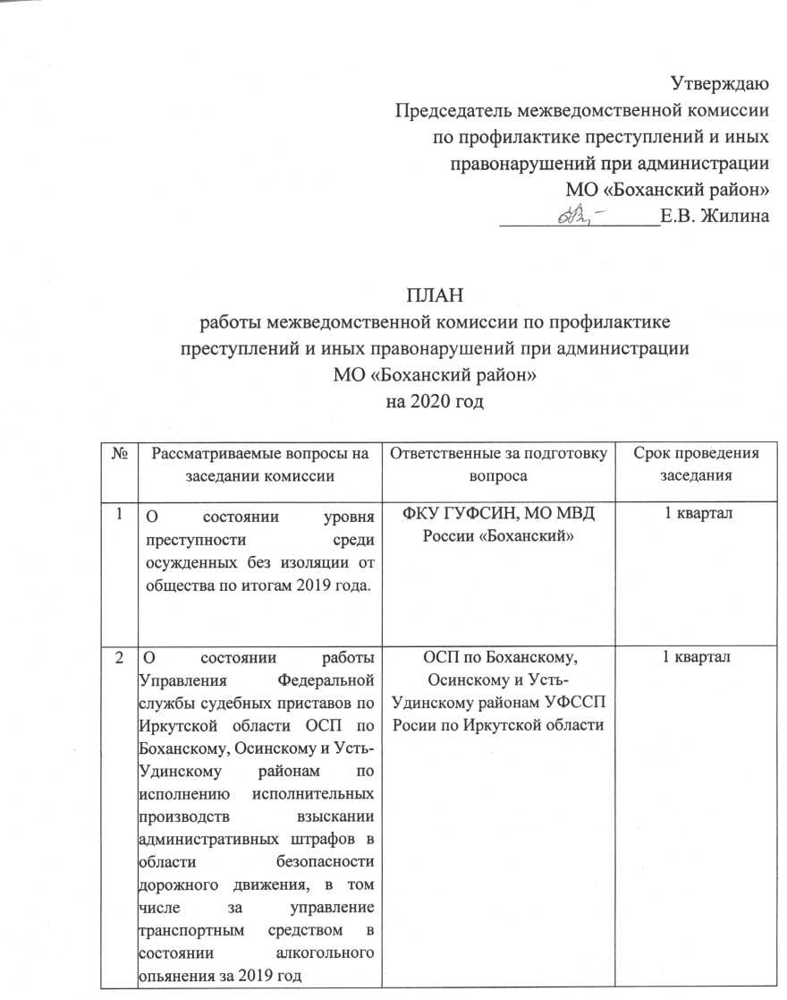 Утверждаю
Председатель межведомственной комиссии
по профилактике преступлений и иных
правонарушений при администрации
МО «Боханский район»
Е.В. Жилина
ПЛАН
работы межведомственной комиссии по профилактике
преступлений и иных правонарушений при администрации
МО «Боханский район»
на 2020 год
№
Рассматриваемые вопросы на
заседании комиссии
Ответственные за подготовку
вопроса
Срок проведения
заседания
1
О состоянии уровня
преступности среди
осужденных без изоляции от
общества по итогам 2019 года.
ФКУ ГУФСИН, МО МВД
России «Боханский»
1 квартал
2
О состоянии работы
Управления Федеральной
службы судебных приставов по
Иркутской области ОСП по
Боханскому, Осинскому и Усть-
Удинскому районам по
исполнению исполнительных
производств взыскании
административных штрафов в
области безопасности
дорожного движения, в том
числе за управление
транспортным средством в
состоянии алкогольного
опьянения за 2019 год
ОСП по Боханскому,
Осинскому и Усть-
Удинскому районам УФССП
Росии по Иркутской области
1 квартал